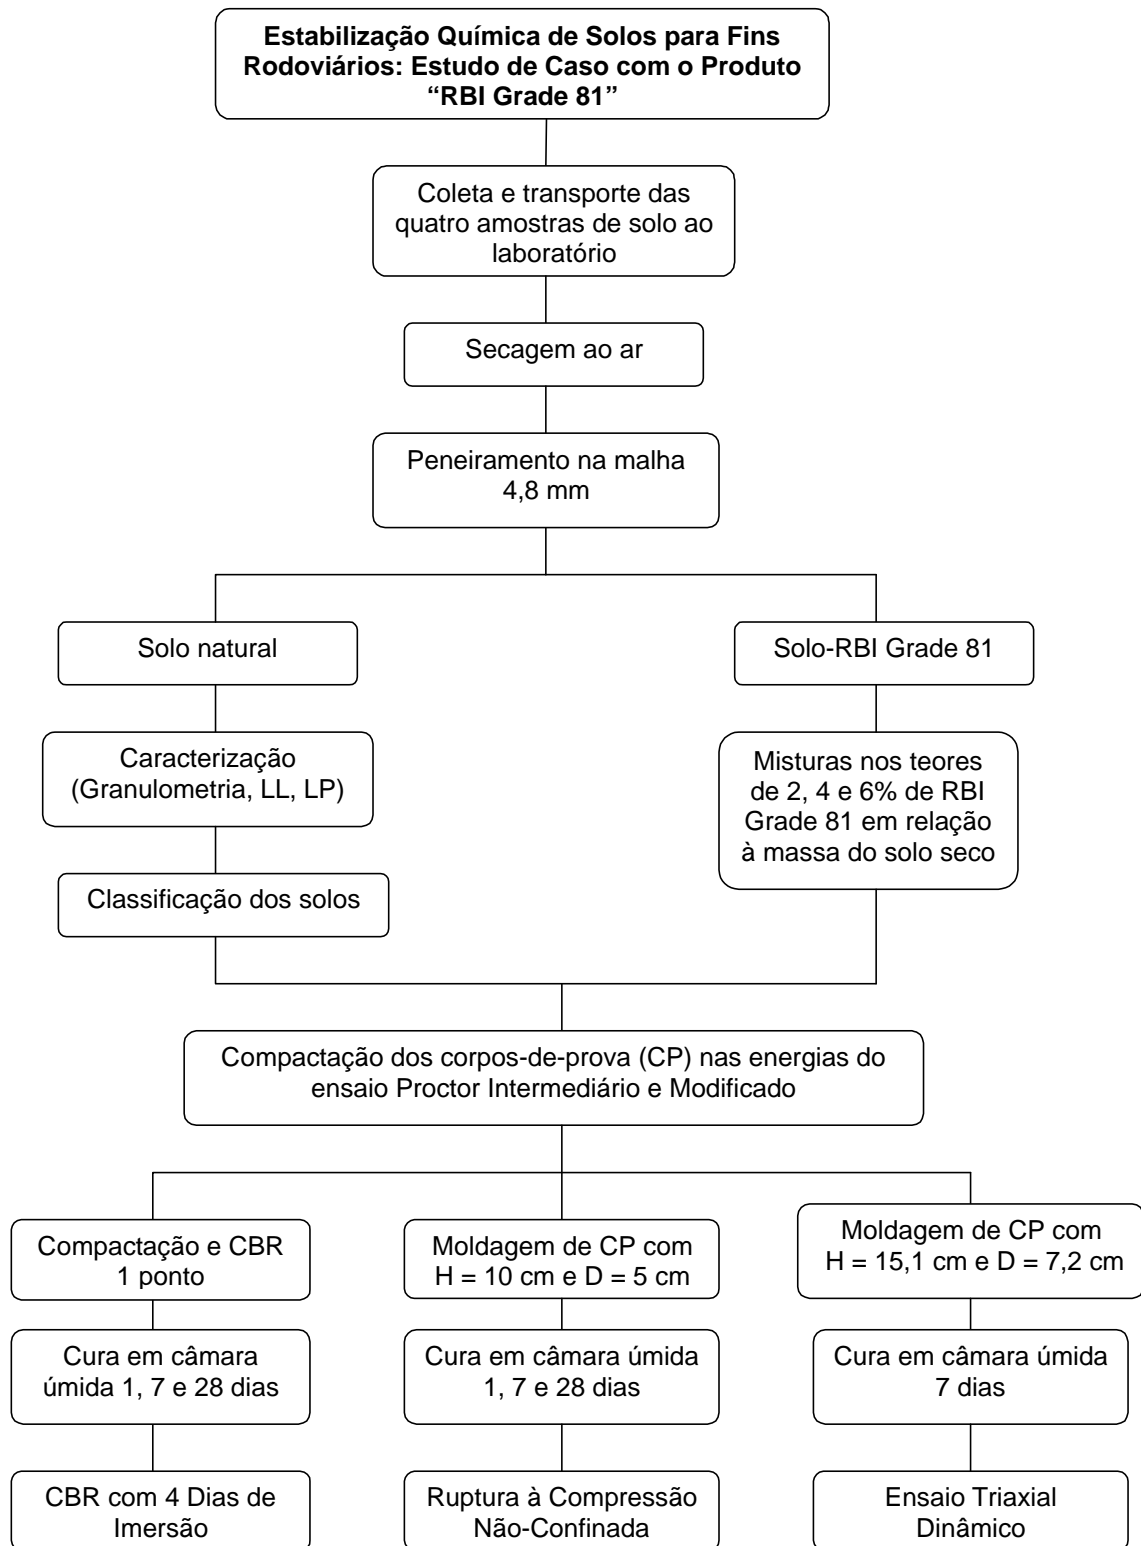 Estabilização Química de Solos para Fins
Rodoviários: Estudo de Caso com o Produto
“RBI Grade 81”
Coleta e transporte das
quatro amostras de solo ao
laboratório
Secagem ao ar
Peneiramento na malha
4,8 mm
Solo natural
Solo-RBI Grade 81
Caracterização
(Granulometria, LL, LP)
Misturas nos teores
de 2, 4 e 6% de RBI
Grade 81 em relação
à massa do solo seco
Classificação dos solos
Compactação dos corpos-de-prova (CP) nas energias do
ensaio Proctor Intermediário e Modificado
Compactação e CBR
1 ponto
Moldagem de CP com
H = 10 cm e D = 5 cm
Moldagem de CP com
H = 15,1 cm e D = 7,2 cm
Cura em câmara
úmida 1, 7 e 28 dias
Cura em câmara úmida
1, 7 e 28 dias
Cura em câmara úmida
7 dias
CBR com 4 Dias de
Imersão
Ruptura à Compressão
Não-Confinada
Ensaio Triaxial
Dinâmico